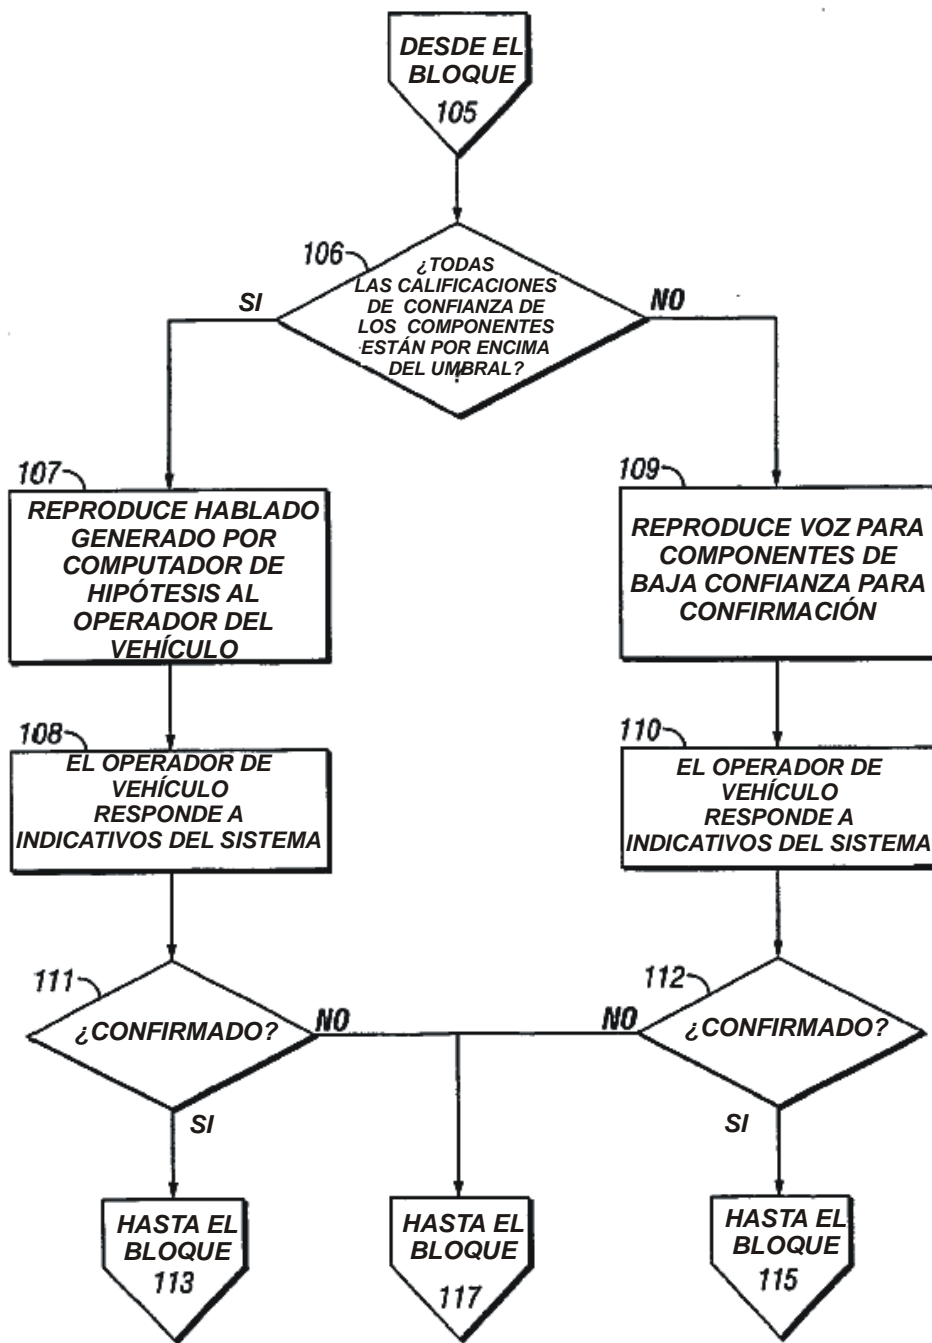 DESDE EL
BLOQUE
105
106
¿TODAS
LAS CALIFICACIONES
DE CONFIANZA DE
LOS COMPONENTES
ESTÁN POR ENCIMA
DEL UMBRAL?
SI
NO
107
REPRODUCE HABLADO
GENERADO POR
COMPUTADOR DE
HIPÓTESIS AL
OPERADOR DEL
VEHÍCULO
109
REPRODUCE VOZ PARA
COMPONENTES DE
BAJA CONFIANZA PARA
CONFIRMACIÓN
108
EL OPERADOR DE
VEHÍCULO
RESPONDE A
INDICATIVOS DEL SISTEMA
110
EL OPERADOR DE
VEHÍCULO
RESPONDE A
INDICATIVOS DEL SISTEMA
111
¿CONFIRMADO?
NO
SI
112
NO
¿CONFIRMADO?
SI
HASTA EL
BLOQUE
113
HASTA EL
BLOQUE
117
HASTA EL
BLOQUE
115